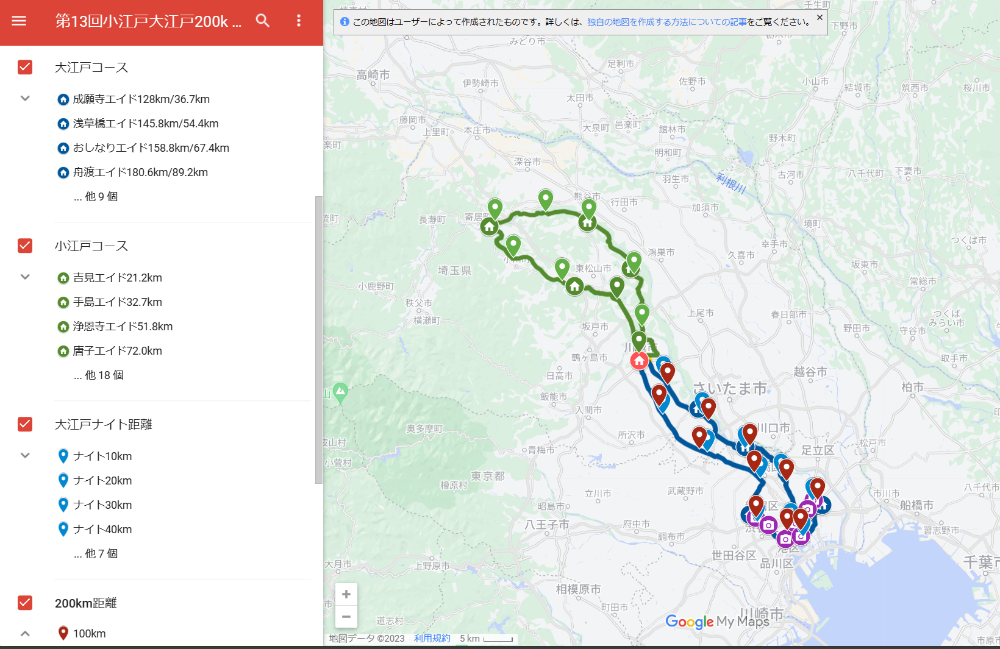 第13回小江戸大江戸200k ...
大江戸コース
成願寺エイド128km/36.7km
浅草橋エイド145.8km/54.4km
おしなりエイド158.8km/67.4km
舟渡エイド180.6km/89.2km
... 他 9 個
小江戸コース
吉見エイド21.2km
手島エイド32.7km
浄恩寺エイド51.8km
唐子エイド72.0km
... 他 18 個
大江戸ナイト距離
ナイト10km
ナイト20km
ナイト30km
ナイト40km
... 他 7 個
200km距離
100km
この地図はユーザーによって作成されたものです。詳しくは、独自の地図を作成する方法についての記事をご覧ください。
壬生町
下野市
みどり市
足利市
高崎市
伊勢崎市
佐野市
小山市
結城市
筑西市
桜川市
太田市
藤岡市
上里町
本庄市
大泉町
邑楽町
館林市
野木町
楽町
明和町
深谷市
羽生市
利根川
古河市
八千代町
下妻市
熊谷市
行田市
加須市
長瀞町
境町
つくば市
幸手市
鴻巣市
久喜市
坂東市
埼玉県
東松山市
常総市
小鹿野町
秩父市
横瀬町
上尾市
春日部市
つくば
みらい市
坂戸市
野田市
守谷市
鶴ヶ島市
取手市
日高市
越谷市
さいたま市
柏市
飯能市
入間市
奥多摩町
所沢市
川口市
松戸市
青梅市
足立区
小菅村
東京都
檜原村
立川市
武蔵野市
市川市
八千代市
昭島市
船橋市
八王子市
府中市
習志野市
調布市
世田谷区
港区
品川区
大月市
上野原市
千葉市
相模原市
町田市
川崎市
道志村
市原市
Google My Maps
地図データ ©2023 利用規約 5 km